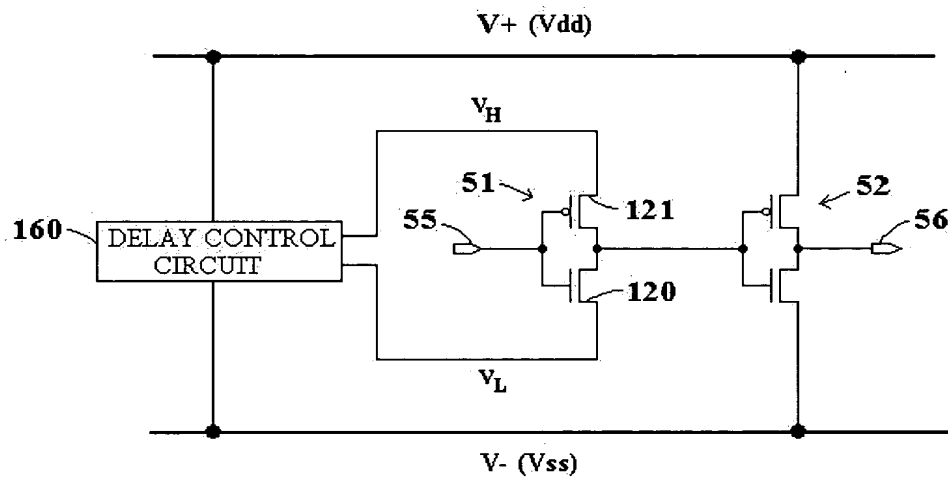 V+ (Vdd)
VH
51
52
55
121
56
160
DELAY CONTROL
CIRCUIT
120
VL
V- (Vss)